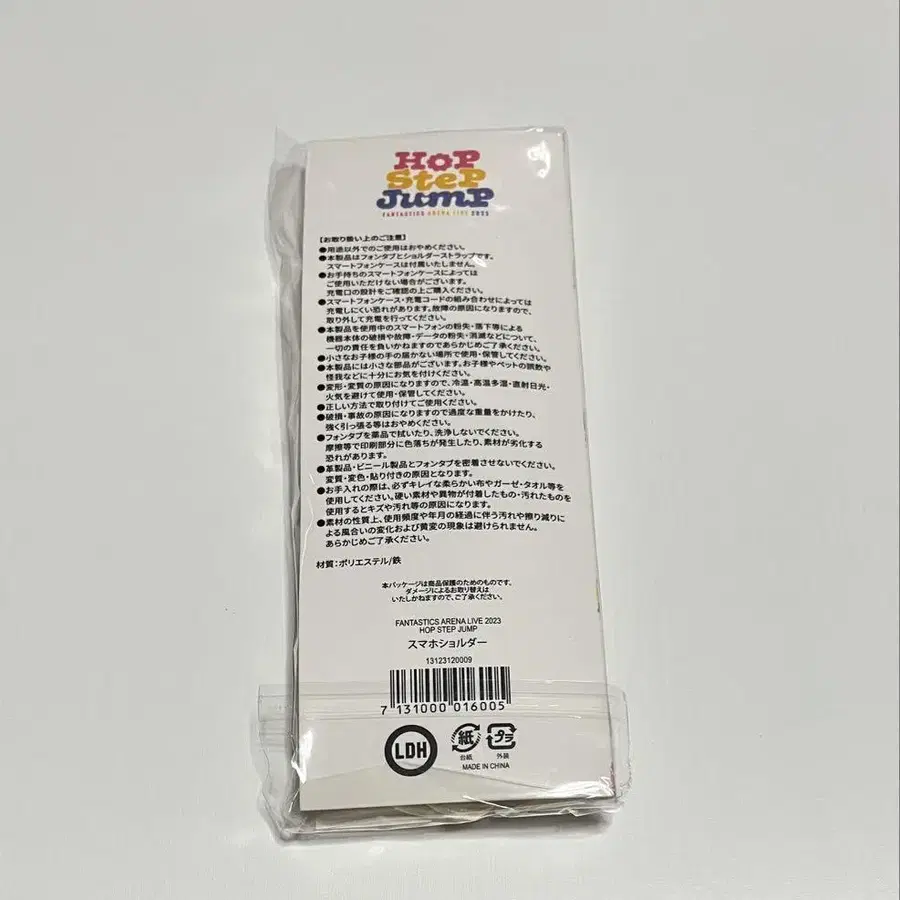 HOP
STEP
JUMP
FANTASTICS ARENA LIVE 2023
【お取り扱い上のご注意】
●用途以外でのご使用はおやめください。
●本製品はフォンタブとショルダーストラップです。
スマートフォンケースは付属いたしません。
●お手持ちのスマートフォンケースによっては
ご使用いただけない場合がございます。
充電口の設計をご確認の上ご購入ください。
●スマートフォンケース・充電コードの組み合わせによっては
充電しにくい恐れがあります。故障の原因になりますので、
取り外して充電を行ってください。
●本製品を使用中のスマートフォンの紛失・落下等による
機器本体の破損や故障・データの紛失・消滅などについて、
一切の責任を負いかねますのであらかじめご了承ください。
●小さなお子様の手の届かない場所で使用・保管してください。
●本製品には小さな部品がございます。お子様やペットの誤飲や
怪我などに十分にお気を付けください。
●変形・変質の原因になりますので、冷温・高温多湿・直射日光・
火気を避けて使用・保管してください。
●正しい方法で取り付けてご使用ください。
●破損・事故の原因になりますので過度な重量をかけたり、
強く引っ張る等はおやめください。
●フォンタブを薬品で拭いたり、洗浄しないでください。
摩擦等で印刷部分に色落ちが発生したり、素材が劣化する
恐れがあります。
●革製品・ビニール製品とフォンタブを密着させないでください。
変質・変色・貼り付きの原因となります。
●お手入れの際は、必ずキレイな柔らかい布やガーゼ・タオル等を
使用してください。硬い素材や異物が付着したもの・汚れたものを
使用するとキズや汚れ等の原因になります。
●素材の性質上、使用頻度や年月の経過に伴う汚れや擦り減りに
よる風合いの変化および黄変の現象は避けられません。
あらかじめご了承ください。
材質：ポリエステル/鉄
本パッケージは商品保護のためのものです。
ダメージによるお取り替えは
いたしかねますので、ご了承ください。
FANTASTICS ARENA LIVE 2023
HOP STEP JUMP
スマホショルダー
13123120009
7 131000 016005
LDH 紙 プラ
台紙 外装
MADE IN CHINA